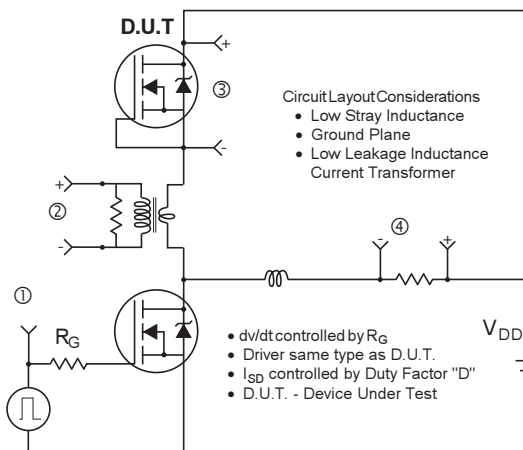 D.U.T
+
③
-
Circuit Layout Considerations
• Low Stray Inductance
• Ground Plane
• Low Leakage Inductance
Current Transformer
+
②
-
④
-
+
①
RG
• dv/dt controlled by RG
• Driver same type as D.U.T.
• ISD controlled by Duty Factor "D"
• D.U.T. - Device Under Test
VDD